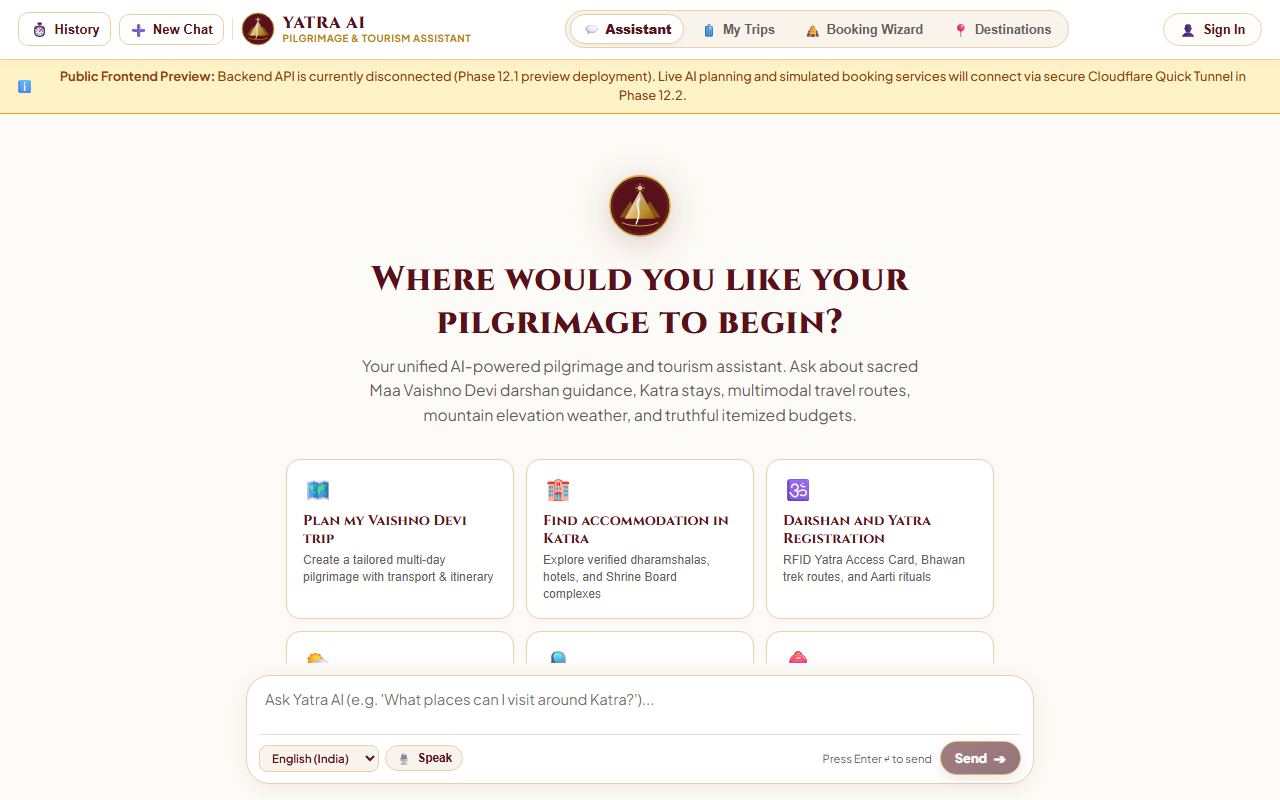 History
New Chat
YATRA AI
PILGRIMAGE & TOURISM ASSISTANT
Assistant
My Trips
Booking Wizard
Destinations
Sign In
Public Frontend Preview: Backend API is currently disconnected (Phase 12.1 preview deployment). Live AI planning and simulated booking services will connect via secure Cloudflare Quick Tunnel in
Phase 12.2.
Where would you like your
pilgrimage to begin?
Your unified AI-powered pilgrimage and tourism assistant. Ask about sacred
Maa Vaishno Devi darshan guidance, Katra stays, multimodal travel routes,
mountain elevation weather, and truthful itemized budgets.
Plan my Vaishno Devi
trip
Create a tailored multi-day
pilgrimage with transport & itinerary
Find accommodation in
Katra
Explore verified dharamshalas,
hotels, and Shrine Board
complexes
ॐ
Darshan and Yatra
Registration
RFID Yatra Access Card, Bhawan
trek routes, and Aarti rituals
Ask Yatra AI (e.g. 'What places can I visit around Katra?')...
English (India)
Speak
Press Enter ↵ to send
Send ➔